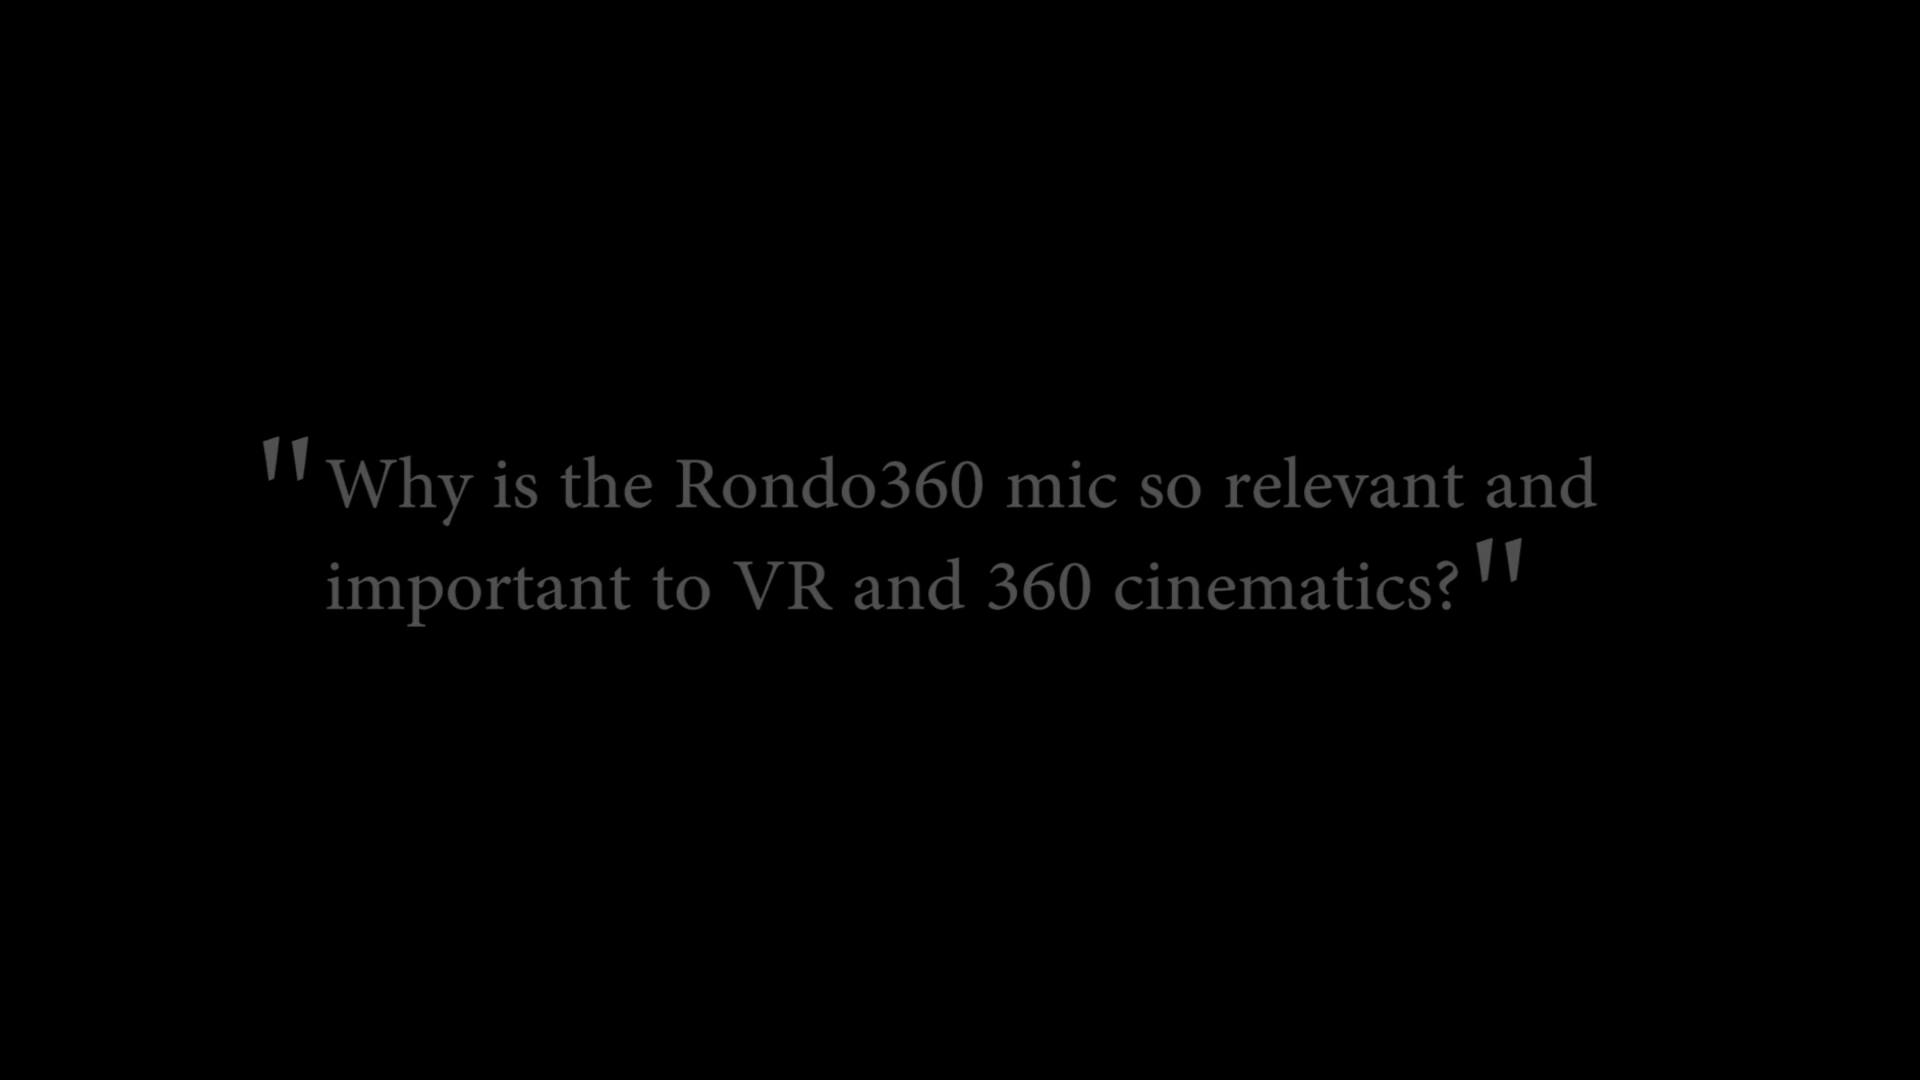 "Why is the Rondo360 mic so relevant and
important to VR and 360 cinematics?"